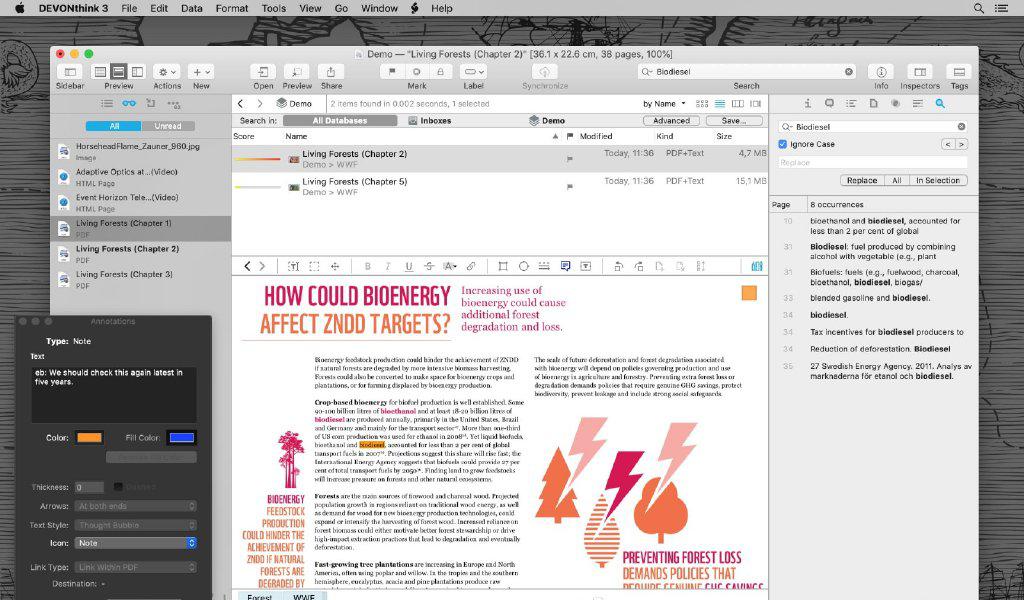 DEVONthink 3 File Edit Data Format Tools View Go Window Help
Demo — "Living Forests (Chapter 2)" [36.1 x 22.6 cm, 38 pages, 100%]
Biodiesel
Sidebar Preview Actions New Open Preview Share Mark Label Synchronize Search Info Inspectors Tags
All Unread
HorseheadFlame_Zauner_960.jpg
Image
Adaptive Optics at...(Video)
HTML Page
Event Horizon Tele...(Video)
HTML Page
Living Forests (Chapter 1)
PDF
Living Forests (Chapter 2)
PDF
Living Forests (Chapter 3)
PDF
Demo 2 items found in 0.002 seconds, 1 selected by Name
Search in: All Databases Inboxes Demo Advanced Save...
Score Name Modified Kind Size
Living Forests (Chapter 2) Today, 11:36 PDF+Text 4,7 MB
Demo > WWF
Living Forests (Chapter 5) Today, 11:36 PDF+Text 15,1 MB
Demo > WWF
HOW COULD BIOENERGY
AFFECT ZNDD TARGETS?
Increasing use of
bioenergy could cause
additional forest
degradation and loss.
Bioenergy feedstock production could hinder the achievement of ZNDD
if natural forests are degraded by more intensive biomass harvesting.
Forests could also be converted to make space for bioenergy crops and
plantations, or for farming displaced by bioenergy production.
Crop-based bioenergy for biofuel production is well established. Some
90-100 billion litres of bioethanol and at least 18-20 billion litres of
biodiesel are produced annually, primarily in the United States, Brazil
and Germany and mainly for the transport sector. More than one-third
of US corn production was used for ethanol in 2008. Yet liquid biofuels,
bioethanol and biodiesel, accounted for less than 2 per cent of global
transport fuels in 2007. Projections suggest this share will rise fast; the
International Energy Agency suggests that biofuels could provide 27 per
cent of total transport fuels by 2050. Finding land to grow feedstocks
will increase pressure on forests and other natural ecosystems.
Forests are the main sources of firewood and charcoal wood. Projected
population growth in regions reliant on traditional wood energy, as well
as demand for wood for new bioenergy production technologies, could
expand or intensify the harvesting of forest wood. Increased reliance on
forest biomass could either motivate better forest stewardship or drive
high-impact extraction practices that lead to degradation and eventually
deforestation.
Fast-growing tree plantations are increasing in Europe and North
America, often using poplar and willow. In the tropics and the southern
hemisphere, eucalyptus, acacia and pine plantations produce raw
The scale of future deforestation and forest degradation associated
with bioenergy will depend on policies governing production and use
of bioenergy in agriculture and forestry. Preventing extra forest loss or
degradation demands policies that require genuine GHG savings, protect
biodiversity, prevent leakage and include strong social safeguards.
BIOENERGY
FEEDSTOCK
PRODUCTION
COULD HINDER THE
ACHIEVEMENT OF
ZNDD IF NATURAL
FORESTS ARE
DEGRADED BY
PREVENTING FOREST LOSS
DEMANDS POLICIES THAT
REQUIRE GENUINE GHG SAVINGS
Forest WWF
Biodiesel
Ignore Case
Replace
Replace All In Selection
Page 8 occurrences
10 bioethanol and biodiesel, accounted for
less than 2 per cent of global
31 Biodiesel: fuel produced by combining
alcohol with vegetable (e.g., plant
31 Biofuels: fuels (e.g., fuelwood, charcoal,
bioethanol, biodiesel, biogas/
33 blended gasoline and biodiesel.
34 biodiesel.
34 Tax incentives for biodiesel producers to
34 Reduction of deforestation. Biodiesel
35 27 Swedish Energy Agency. 2011. Analys av
marknaderna för etanol och biodiesel.
Annotations
Type: Note
Text
eb: We should check this again latest in
five years.
Color: Fill Color:
Remove Fill Color
Thickness: 0 Dashed
Arrows: At both ends
Text Style: Thought Bubble
Icon: Note
Link Type: Link Within PDF
Destination: -